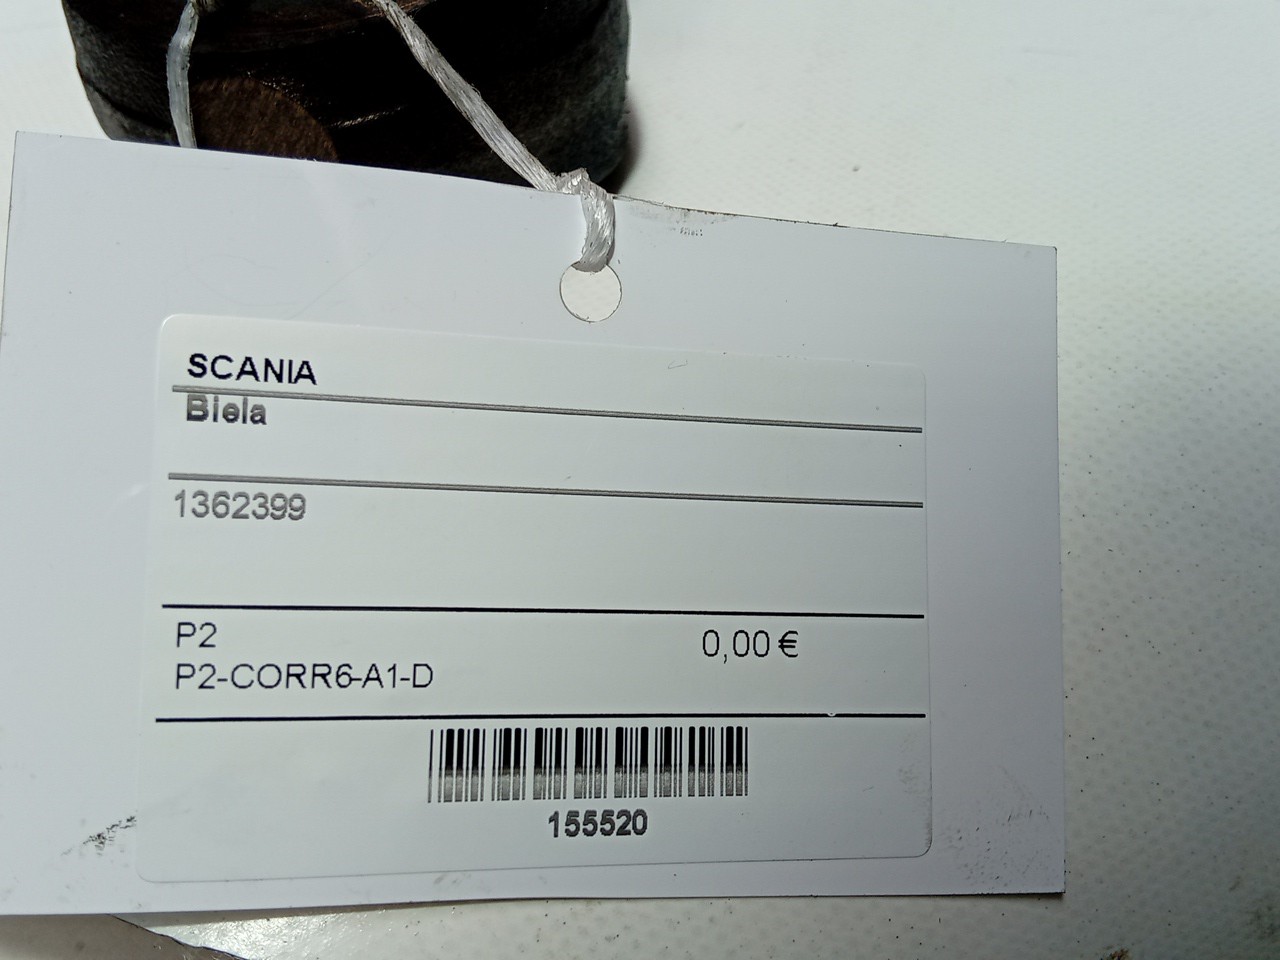 SCANIA
Biela
1362399
P2
0,00 €
P2-CORR6-A1-D
155520